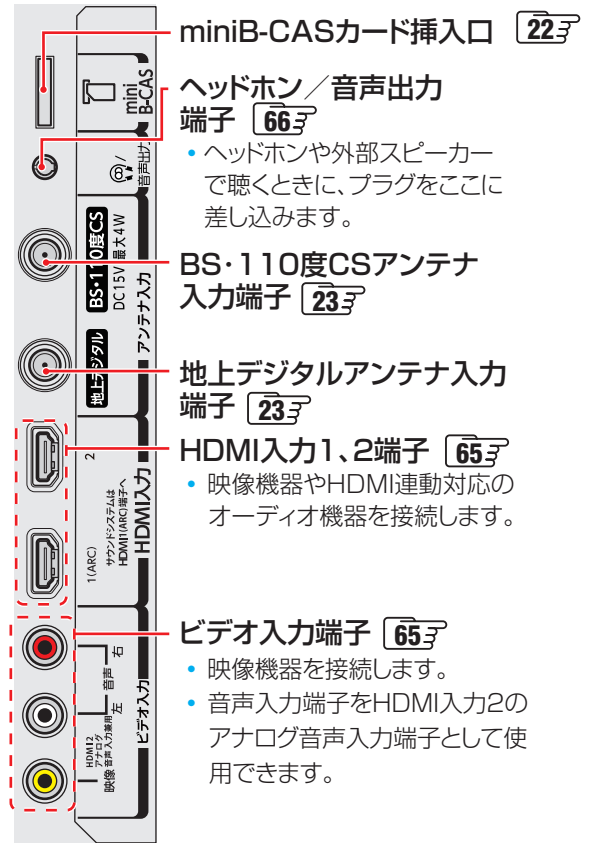 miniB-CASカード挿入口 22
ヘッドホン／音声出力
端子 66
• ヘッドホンや外部スピーカー
で聴くときに、プラグをここに
差し込みます。
BS・110度CSアンテナ
入力端子 23
地上デジタルアンテナ入力
端子 23
HDMI入力1、2端子 65
• 映像機器やHDMI連動対応の
オーディオ機器を接続します。
ビデオ入力端子 65
• 映像機器を接続します。
• 音声入力端子をHDMI入力2の
アナログ音声入力端子として使
用できます。
mini
B-CAS
/
音声出力
BS・110度CS
DC15V 最大4W
地上デジタル
アンテナ入力
2
1(ARC)
サウンドシステムは
HDMI1(ARC)端子へ
HDMI入力
右
音声
左
HDMI2
アナログ
音声入力兼用
映像
ビデオ入力